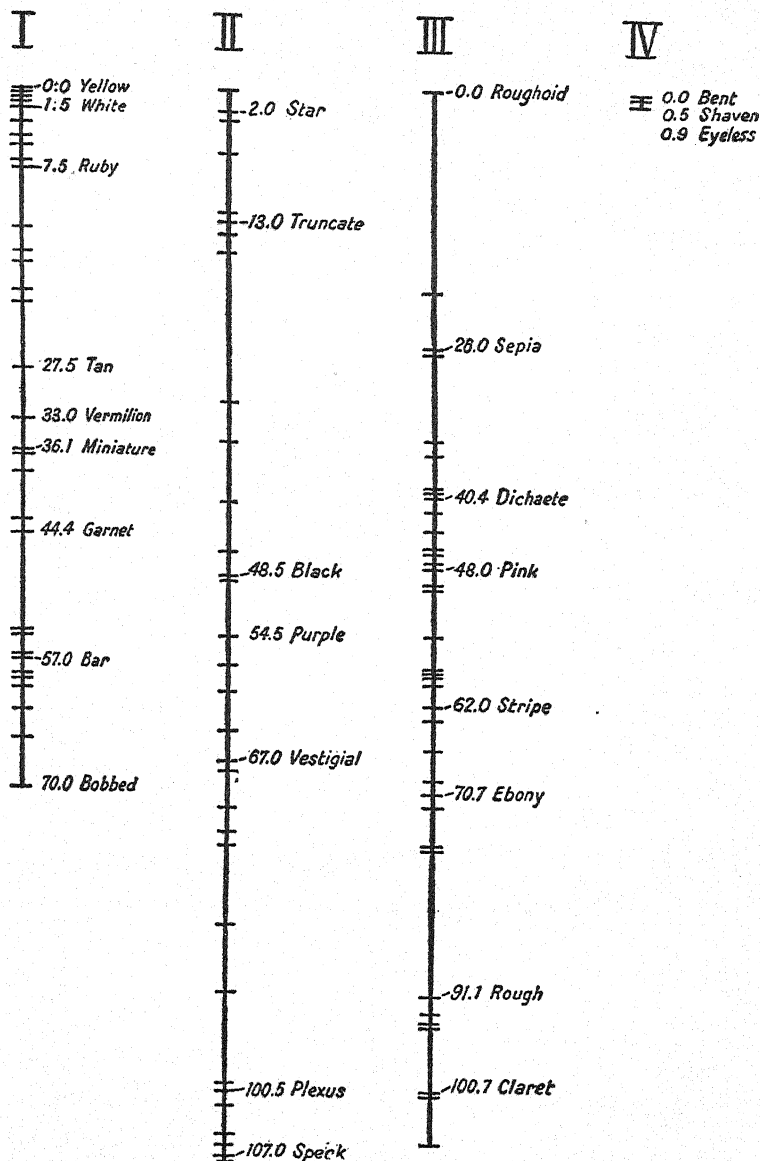 I
0.0 Yellow
1.5 White
7.5 Ruby
27.5 Tan
33.0 Vermilion
36.1 Miniature
44.4 Garnet
57.0 Bar
70.0 Bobbed
II
2.0 Star
13.0 Truncate
48.5 Black
54.5 Purple
67.0 Vestigial
100.5 Plexus
107.0 Speck
III
0.0 Roughoid
26.0 Sepia
40.4 Dichaete
48.0 Pink
62.0 Stripe
70.7 Ebony
91.1 Rough
100.7 Claret
IV
0.0 Bent
0.5 Shaven
0.9 Eyeless